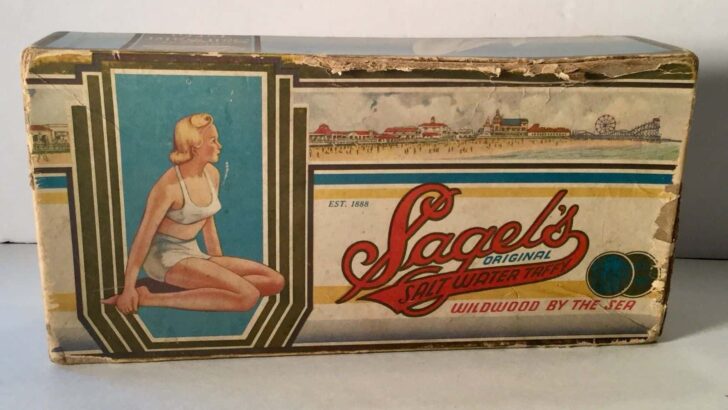 EST. 1888
Sagel's
ORIGINAL
SALT WATER TAFFY
WILDWOOD BY THE SEA